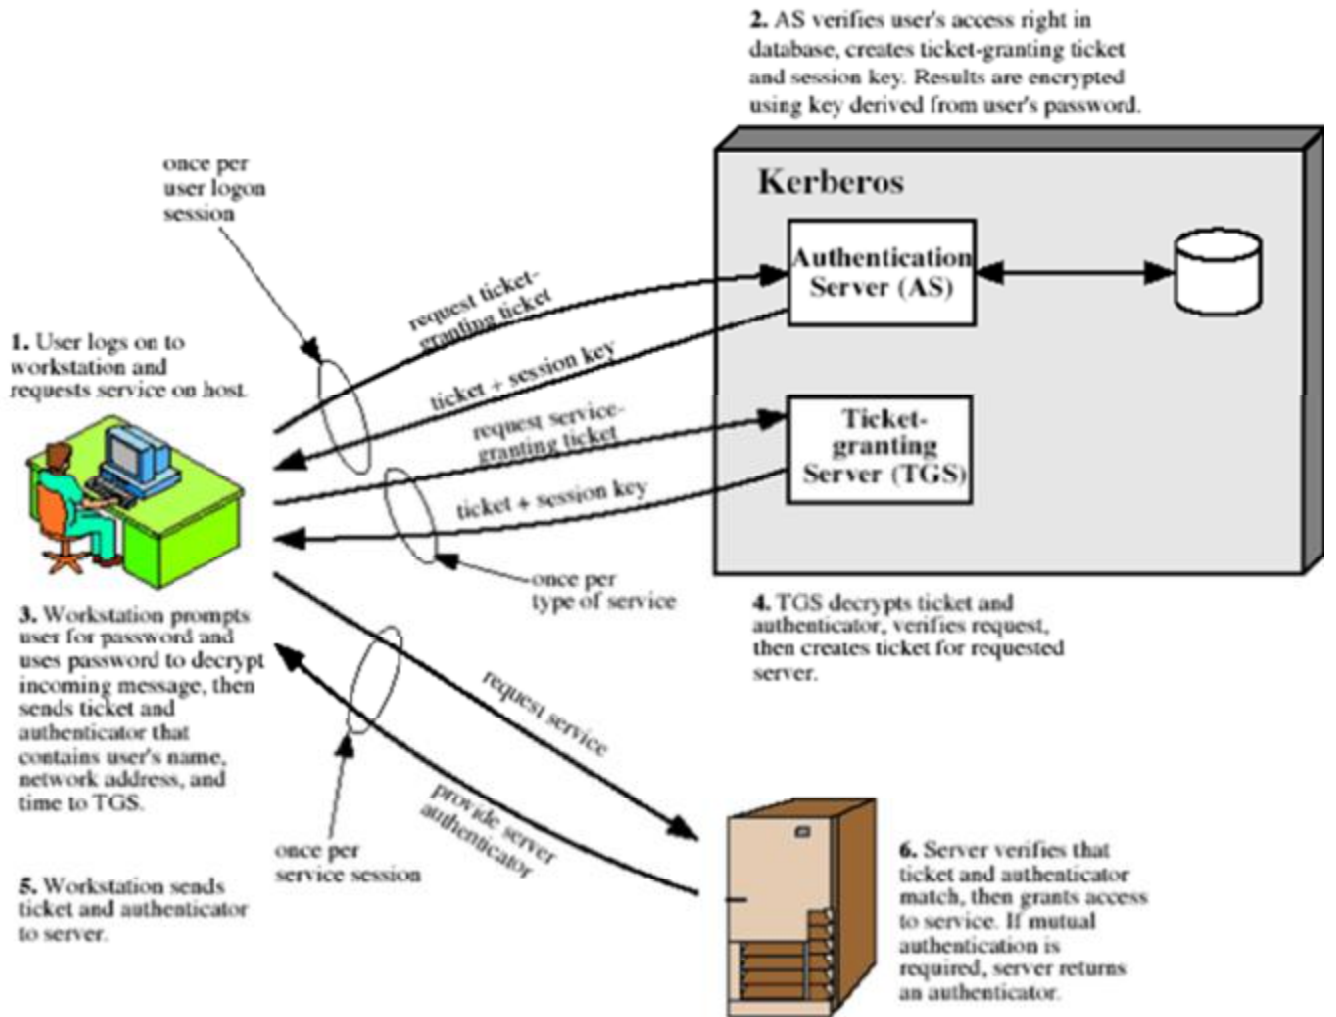 2. AS verifies user's access right in
database, creates ticket-granting ticket
and session key. Results are encrypted
using key derived from user's password.
once per
user logon
session
Kerberos
Authentication
Server (AS)
request ticket-
granting ticket
1. User logs on to
workstation and
requests service on host.
ticket + session key
request service-
granting ticket
Ticket-
granting
Server (TGS)
ticket + session key
once per
type of service
3. Workstation prompts
user for password and
uses password to decrypt
incoming message, then
sends ticket and
authenticator that
contains user's name,
network address, and
time to TGS.
4. TGS decrypts ticket and
authenticator, verifies request,
then creates ticket for requested
server.
request service
provide server
authenticator
once per
service session
5. Workstation sends
ticket and authenticator
to server.
6. Server verifies that
ticket and authenticator
match, then grants access
to service. If mutual
authentication is
required, server returns
an authenticator.